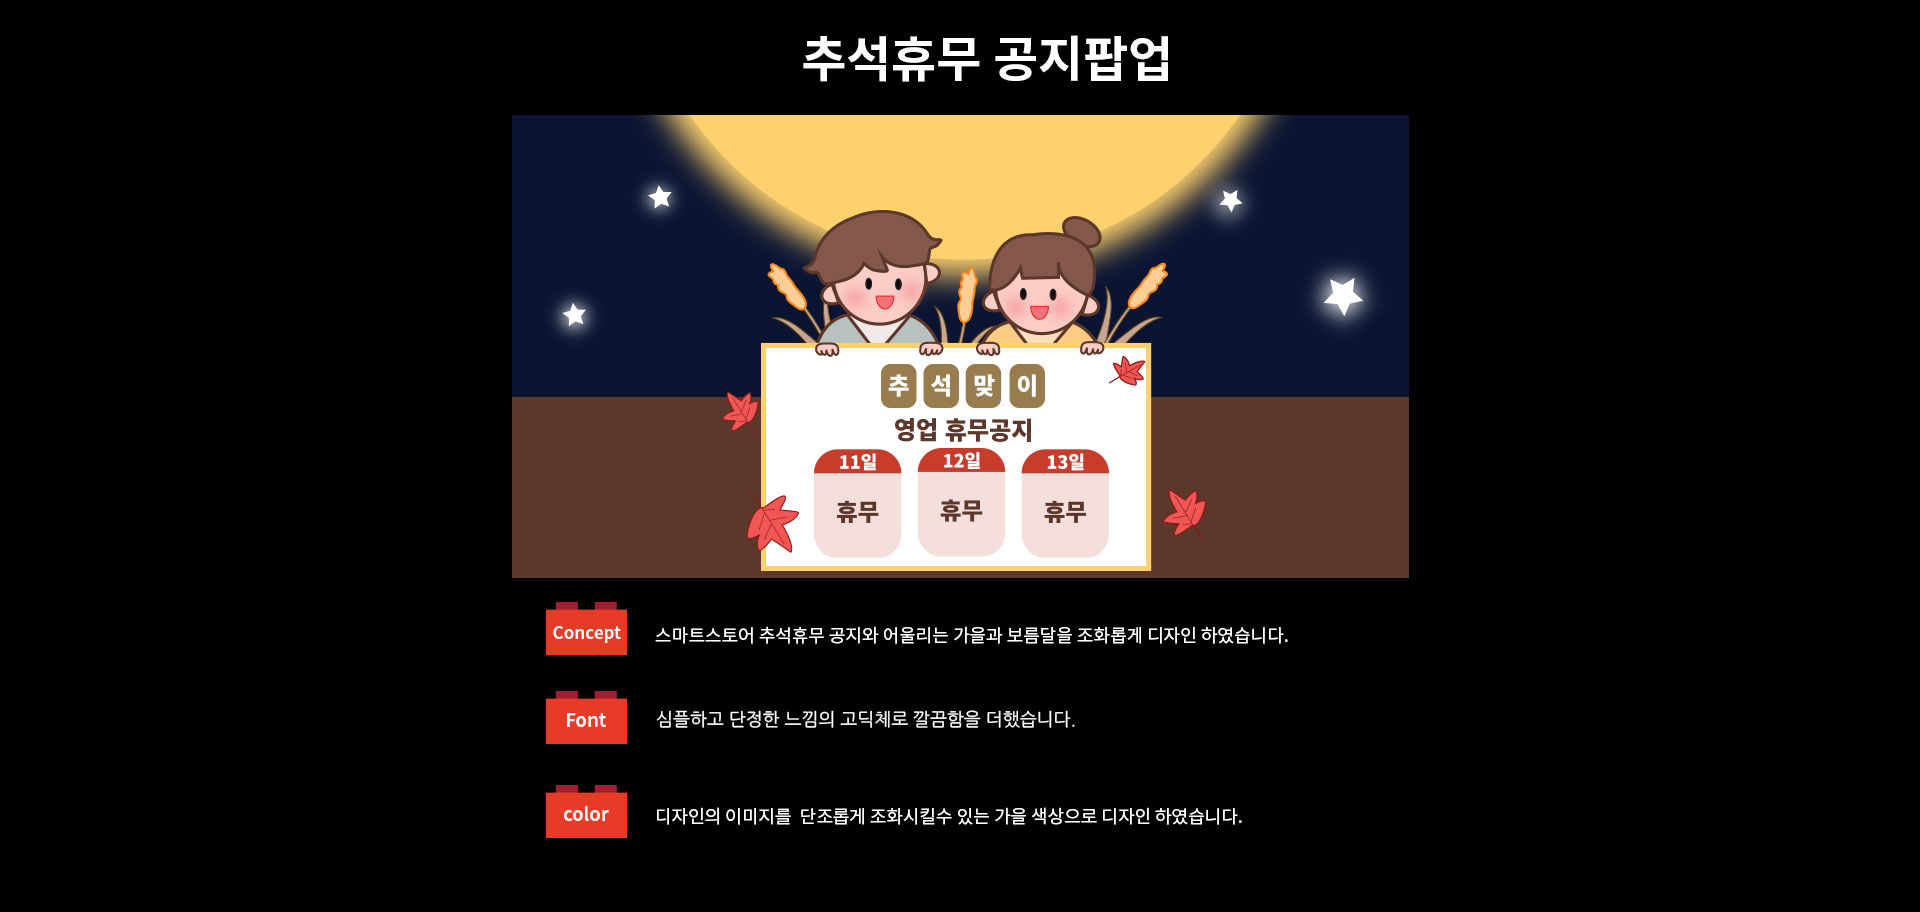 추석휴무 공지팝업
추석맞이
영업 휴무공지
11일 12일 13일
휴무 휴무 휴무
Concept 스마트스토어 추석휴무 공지와 어울리는 가을과 보름달을 조화롭게 디자인 하였습니다.
Font 심플하고 단정한 느낌의 고딕체로 깔끔함을 더했습니다.
color 디자인의 이미지를 단조롭게 조화시킬수 있는 가을 색상으로 디자인 하였습니다.